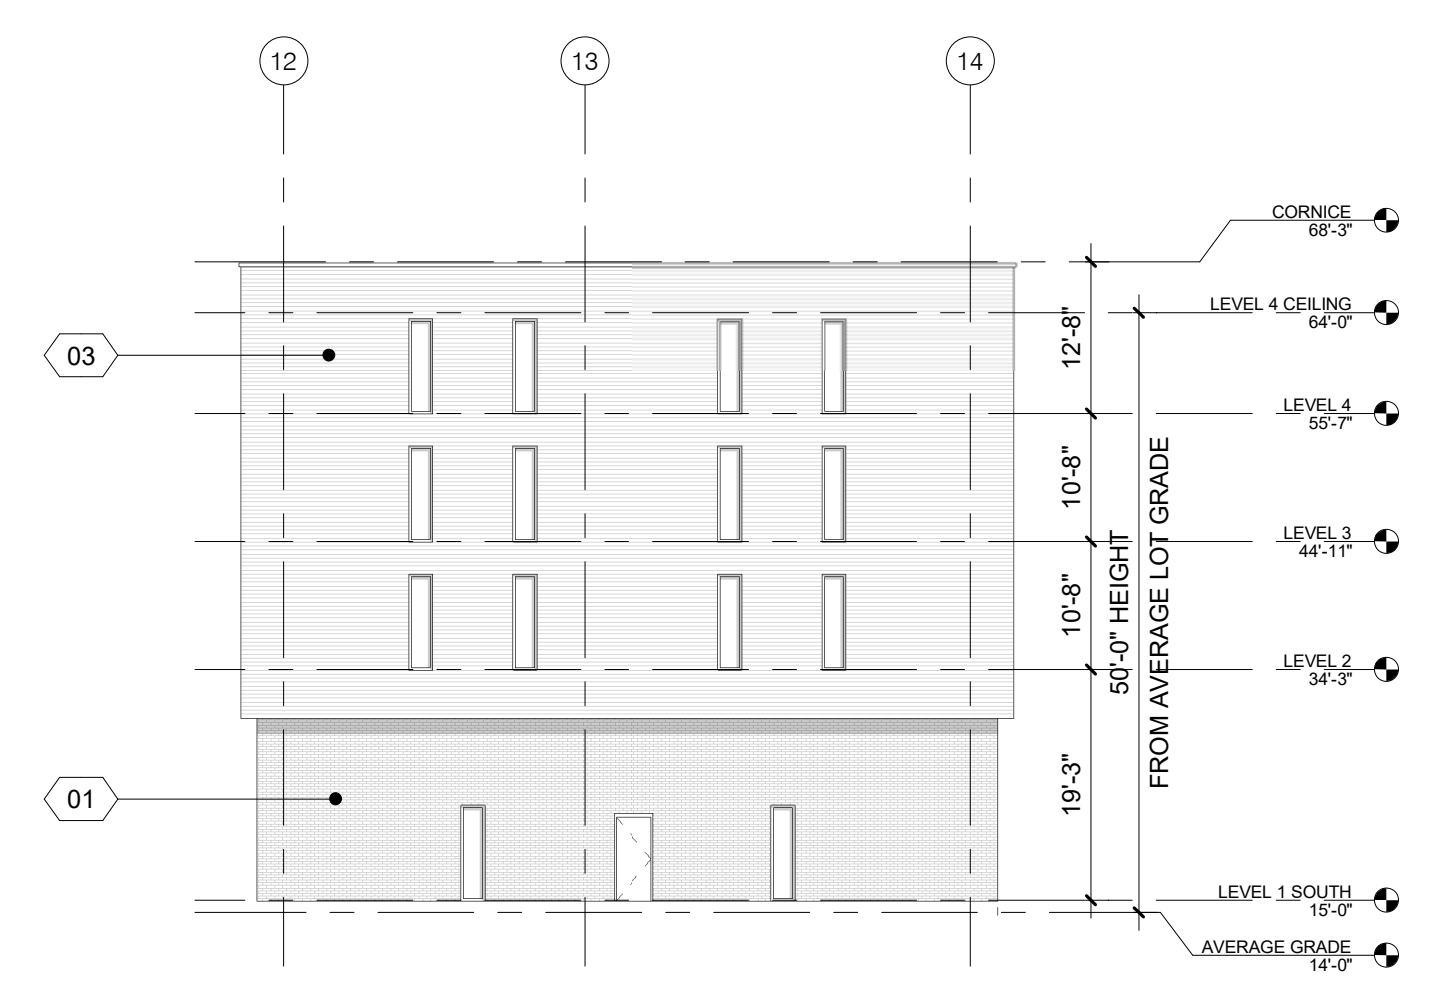 12
13
14
CORNICE
68'-3"
LEVEL 4 CEILING
64'-0"
12'-8"
03
LEVEL 4
55'-7"
10'-8"
LEVEL 3
44'-11"
10'-8"
50'-0" HEIGHT
FROM AVERAGE LOT GRADE
LEVEL 2
34'-3"
19'-3"
01
LEVEL 1 SOUTH
15'-0"
AVERAGE GRADE
14'-0"